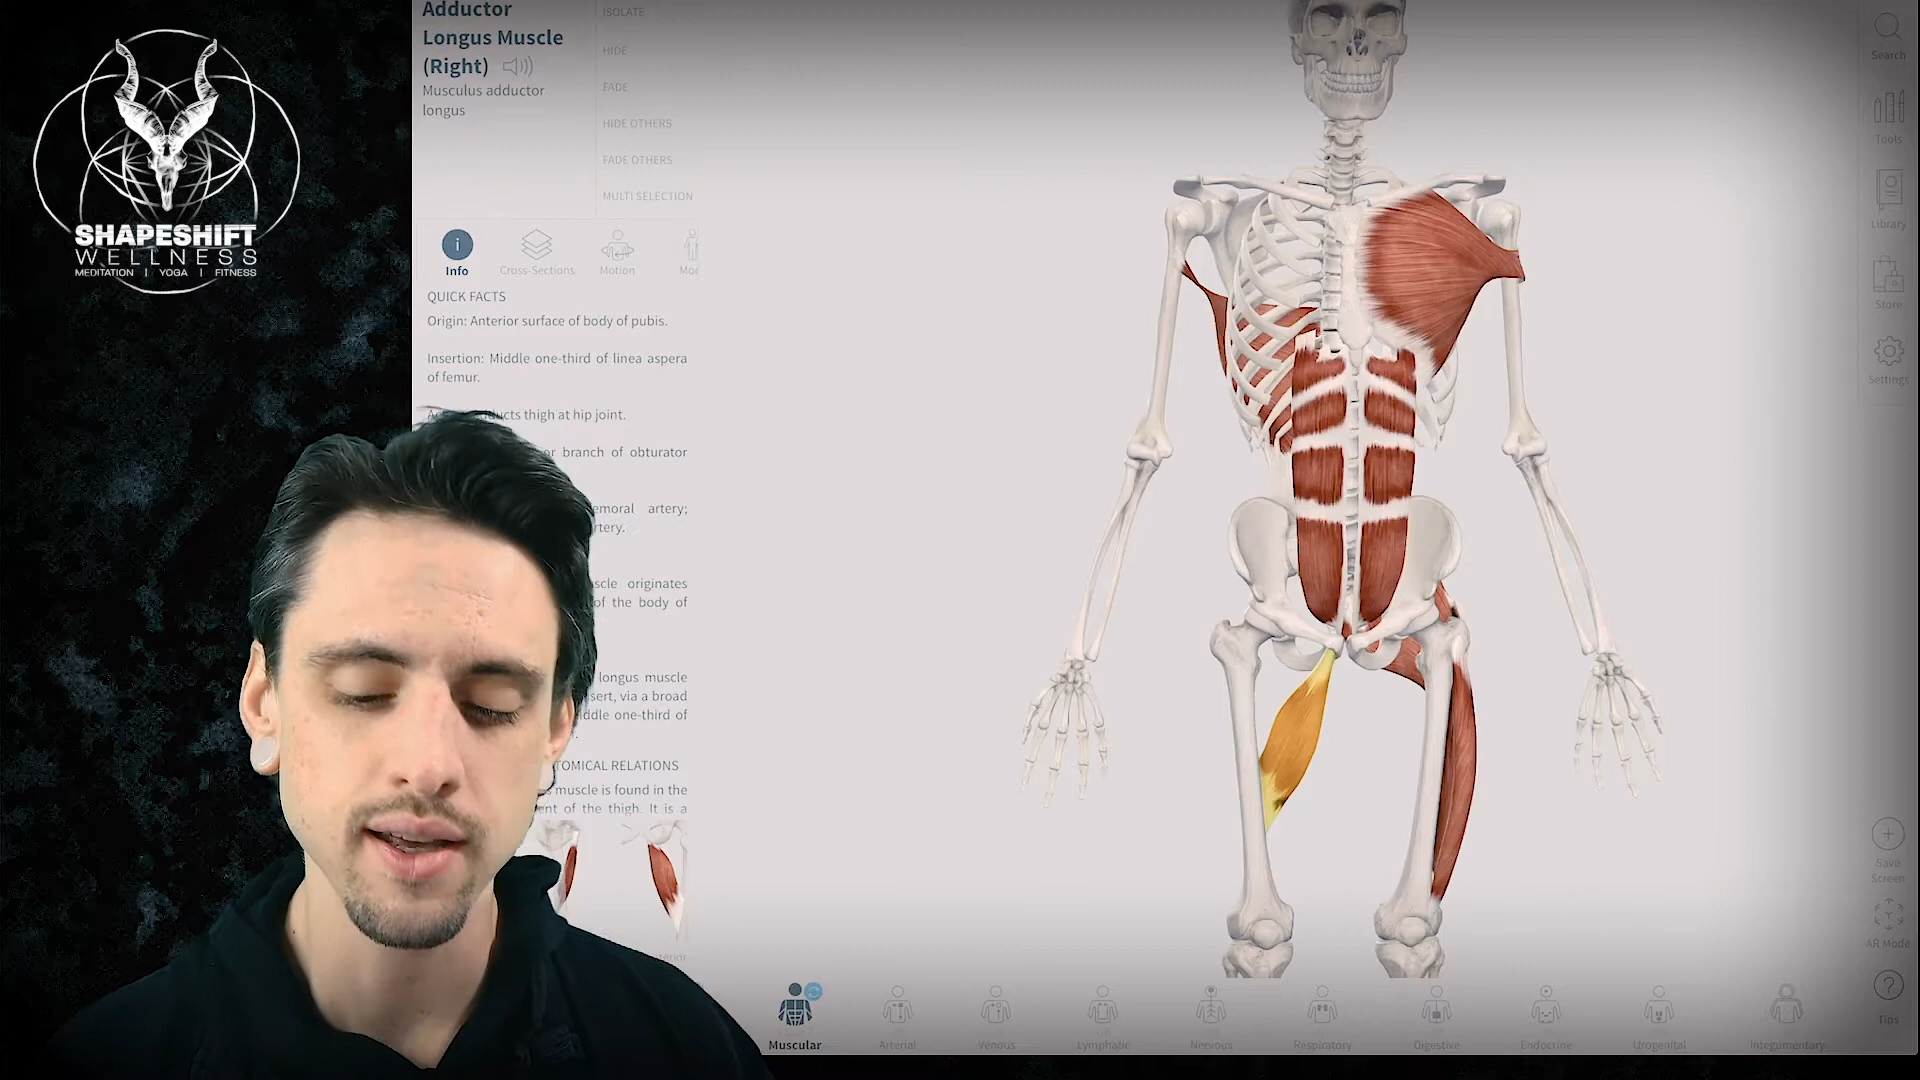 SHAPESHIFT
WELLNESS
MEDITATION | YOGA | FITNESS
Adductor
Longus Muscle
(Right)
Musculus adductor
longus
ISOLATE
HIDE
FADE
HIDE OTHERS
FADE OTHERS
MULTI SELECTION
Info
Cross-Sections
Motion
QUICK FACTS
Origin: Anterior surface of body of pubis.
Insertion: Middle one-third of linea aspera
of femur.
thigh at hip joint.
branch of obturator
artery;
scle originates
of the body of
longus muscle
via a broad
one-third of
RELATIONS
muscle is found in the
of the thigh. It is a
Search
Tools
Library
Store
Settings
Save
Screen
AR Mode
Tips
Muscular
Arterial
Venous
Lymphatic
Nervous
Respiratory
Digestive
Endocrine
Urogenital
Integumentary